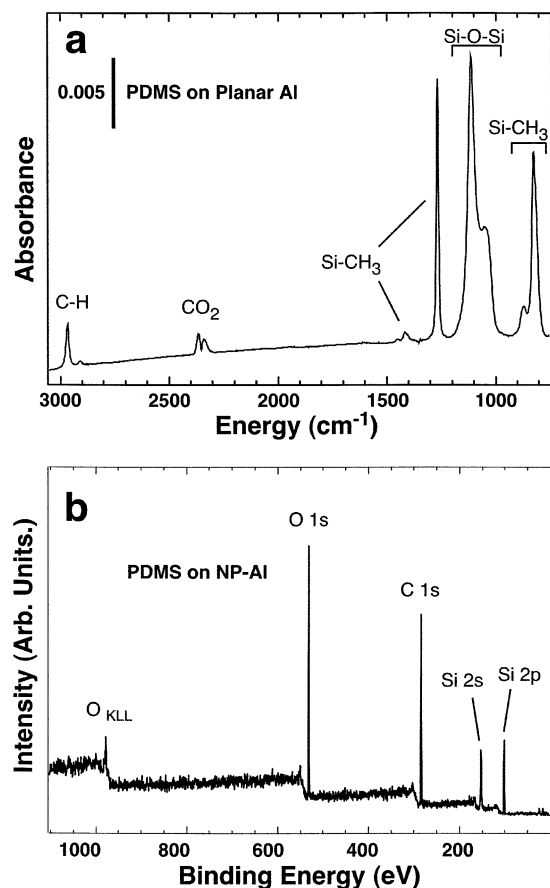 a
Si-O-Si
0.005 PDMS on Planar Al
Si-CH3
Absorbance
Si-CH3
C-H
CO2
3000 2500 2000 1500 1000
Energy (cm-1)
b
O 1s
PDMS on NP-Al
C 1s
Si 2s Si 2p
Intensity (Arb. Units.)
O KLL
1000 800 600 400 200
Binding Energy (eV)